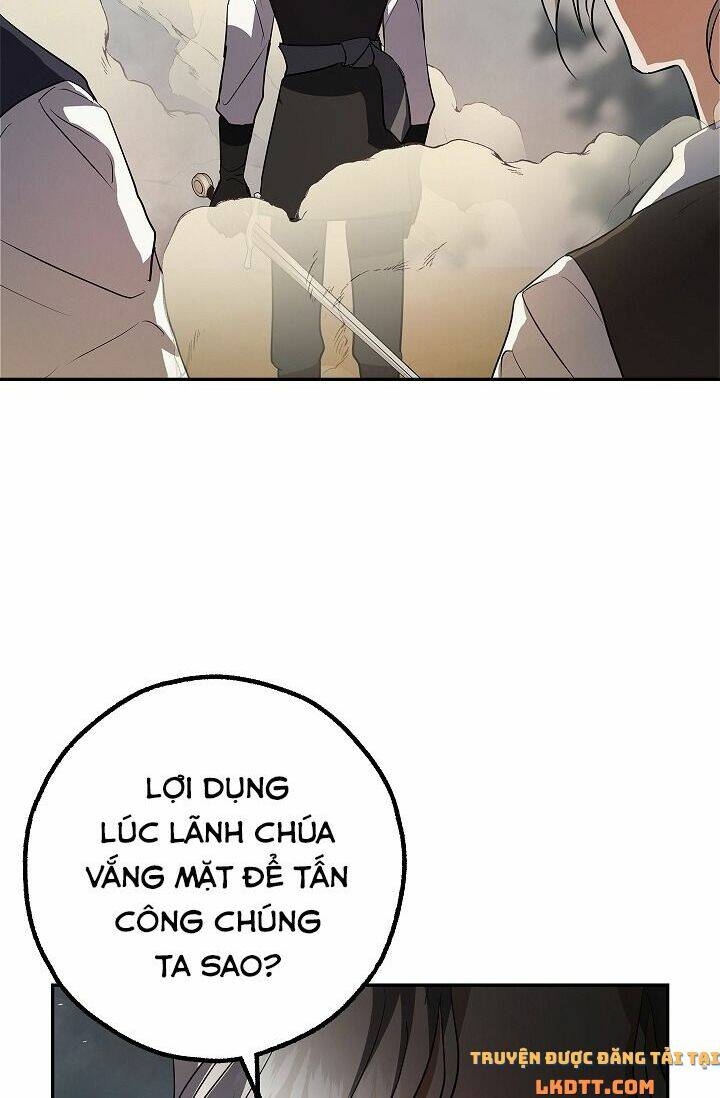 LỢI DỤNG
LÚC LÃNH CHÚA
VẮNG MẶT ĐỂ TẤN
CÔNG CHÚNG
TA SAO?
TRUYỆN ĐƯỢC ĐĂNG TẢI TẠI
LKDTT.COM